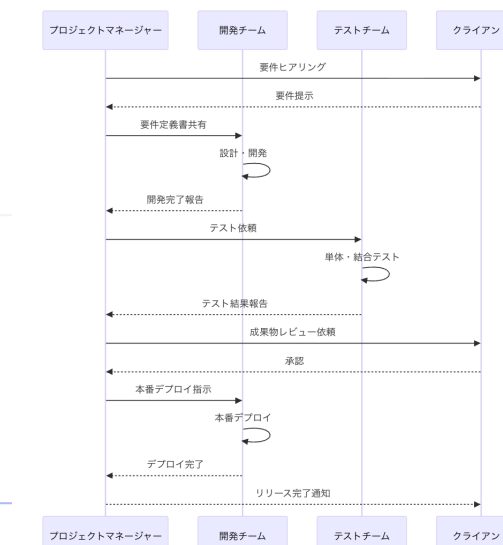 プロジェクトマネージャー
開発チーム
テストチーム
クライアン
要件ヒアリング
要件提示
要件定義書共有
設計・開発
開発完了報告
テスト依頼
単体・結合テスト
テスト結果報告
成果物レビュー依頼
承認
本番デプロイ指示
本番デプロイ
デプロイ完了
リリース完了通知
プロジェクトマネージャー
開発チーム
テストチーム
クライアン